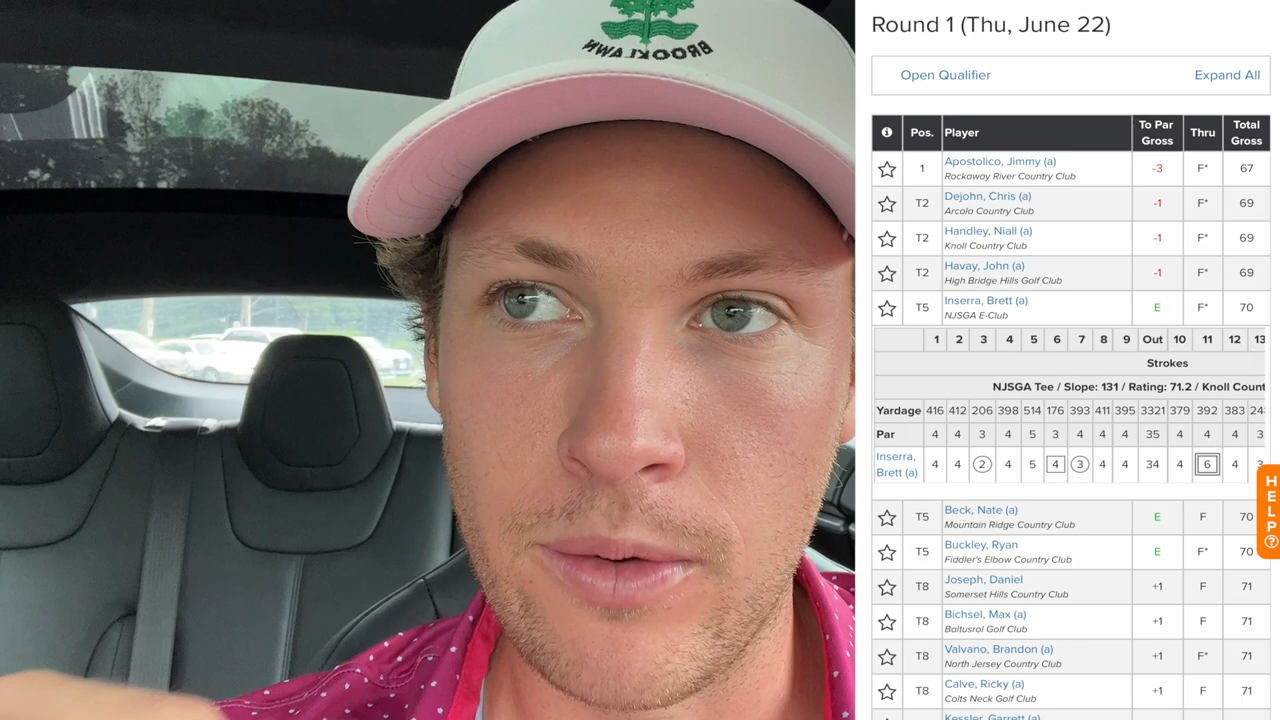 BROOKLAWN
Round 1 (Thu, June 22)
Open Qualifier Expand All
Pos. Player To Par Gross Thru Total Gross
1 Apostolico, Jimmy (a) -3 F* 67
Rockaway River Country Club
T2 Dejohn, Chris (a) -1 F* 69
Arcola Country Club
T2 Handley, Niall (a) -1 F* 69
Knoll Country Club
T2 Havay, John (a) -1 F* 69
High Bridge Hills Golf Club
T5 Inserra, Brett (a) E F* 70
NJSGA E-Club
1 2 3 4 5 6 7 8 9 Out 10 11 12 13
Strokes
NJSGA Tee / Slope: 131 / Rating: 71.2 / Knoll Count
Yardage 416 412 206 398 514 176 393 411 395 3321 379 392 383 24
Par 4 4 3 4 5 3 4 4 4 35 4 4 4 3
Inserra, Brett (a) 4 4 2 4 5 4 3 4 4 34 4 6 4 3
T5 Beck, Nate (a) E F 70
Mountain Ridge Country Club
T5 Buckley, Ryan E F* 70
Fiddler's Elbow Country Club
T8 Joseph, Daniel +1 F 71
Somerset Hills Country Club
T8 Bichsel, Max (a) +1 F 71
Baltusrol Golf Club
T8 Valvano, Brandon (a) +1 F* 71
North Jersey Country Club
T8 Calve, Ricky (a) +1 F 71
Colts Neck Golf Club
Kessler, Garrett (a)
HELP?